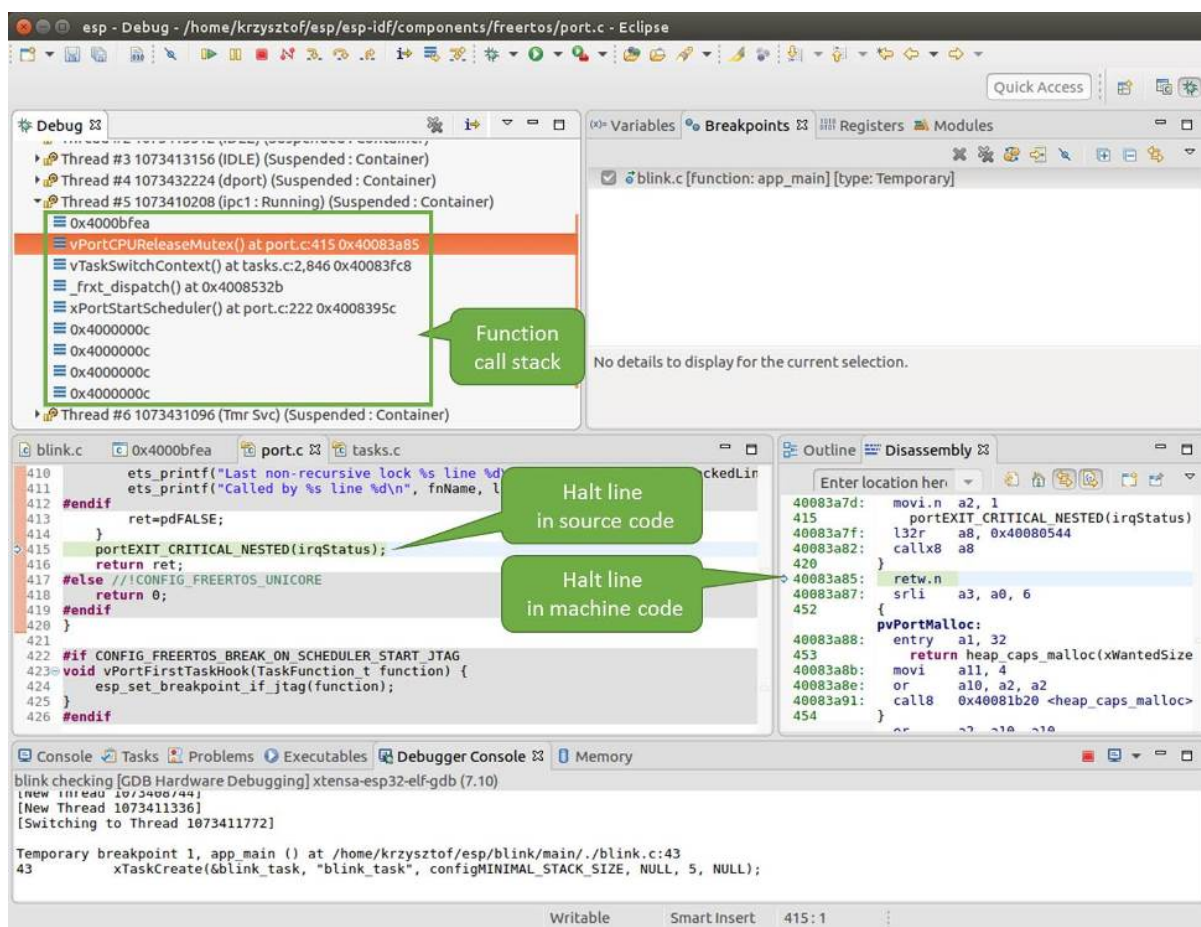 esp - Debug - /home/krzysztof/esp/esp-idf/components/freertos/port.c - Eclipse
Quick Access
Debug
Thread #3 1073413156 (IDLE) (Suspended : Container)
Thread #4 1073432224 (dport) (Suspended : Container)
Thread #5 1073410208 (ipc1 : Running) (Suspended : Container)
0x4000bfea
vPortCPUReleaseMutex() at port.c:415 0x40083a85
vTaskSwitchContext() at tasks.c:2,846 0x40083fc8
_frxt_dispatch() at 0x4008532b
xPortStartScheduler() at port.c:222 0x4008395c
0x4000000c
0x4000000c
0x4000000c
0x4000000c
Thread #6 1073431096 (Tmr Svc) (Suspended : Container)
Function
call stack
(x)= Variables Breakpoints Registers Modules
blink.c [function: app_main] [type: Temporary]
No details to display for the current selection.
blink.c 0x4000bfea port.c tasks.c
410 ets_printf("Last non-recursive lock %s line %d\ ckedLin
411 ets_printf("Called by %s line %d\n", fnName, l
412 #endif
413 ret=pdFALSE;
414 }
415 portEXIT_CRITICAL_NESTED(irqStatus);
416 return ret;
417 #else //!CONFIG_FREERTOS_UNICORE
418 return 0;
419 #endif
420 }
421
422 #if CONFIG_FREERTOS_BREAK_ON_SCHEDULER_START_JTAG
423 void vPortFirstTaskHook(TaskFunction_t function) {
424 esp_set_breakpoint_if_jtag(function);
425 }
426 #endif
Halt line
in source code
Halt line
in machine code
Outline Disassembly
Enter location her
40083a7d: movi.n a2, 1
415 portEXIT_CRITICAL_NESTED(irqStatus)
40083a7f: l32r a8, 0x40080544
40083a82: callx8 a8
420 }
40083a85: retw.n
40083a87: srli a3, a0, 6
452 {
pvPortMalloc:
40083a88: entry a1, 32
453 return heap_caps_malloc(xWantedSize
40083a8b: movi a11, 4
40083a8e: or a10, a2, a2
40083a91: call8 0x40081b20 <heap_caps_malloc>
454 }
Console Tasks Problems Executables Debugger Console Memory
blink checking [GDB Hardware Debugging] xtensa-esp32-elf-gdb (7.10)
[New Thread 1073408744]
[New Thread 1073411336]
[Switching to Thread 1073411772]
Temporary breakpoint 1, app_main () at /home/krzysztof/esp/blink/main/./blink.c:43
43 xTaskCreate(&blink_task, "blink_task", configMINIMAL_STACK_SIZE, NULL, 5, NULL);
Writable Smart Insert 415 : 1